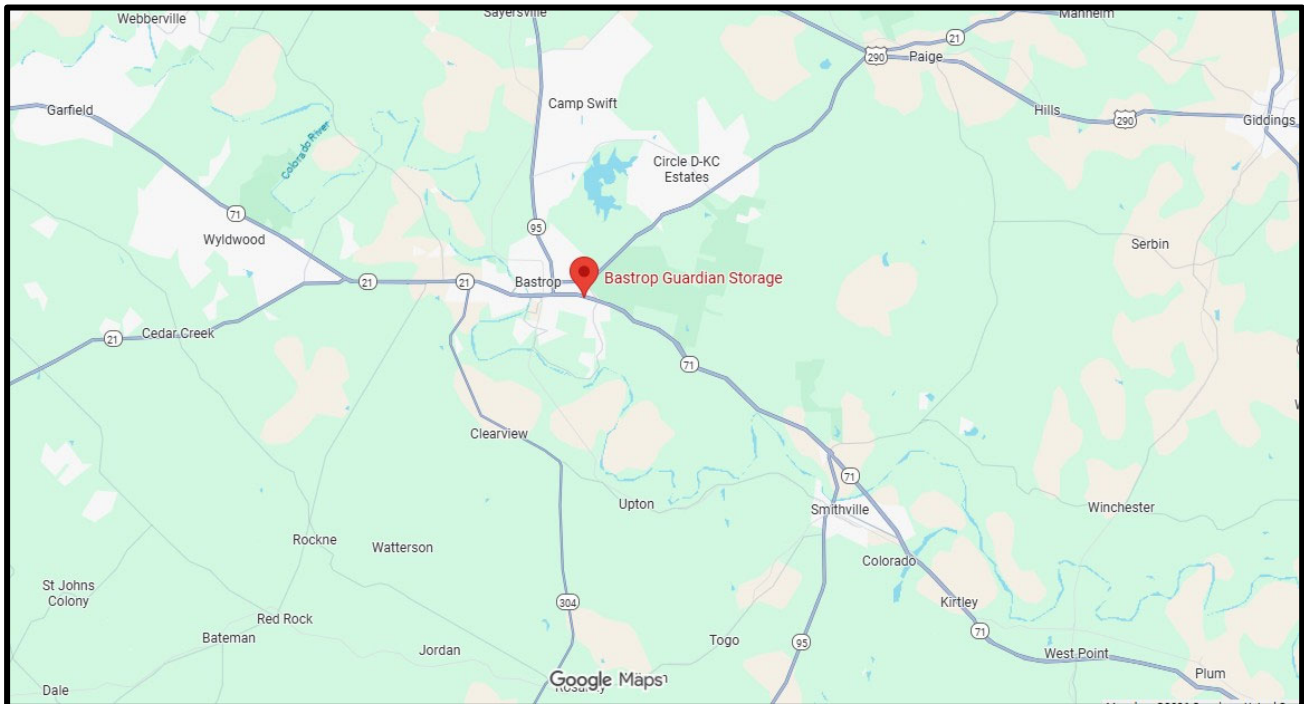 Webberville
Sayersville
Manheim
21
290
Paige
Garfield
Camp Swift
Hills
290
Giddings
Colorado River
Circle D-KC
Estates
71
95
Wyldwood
Serbin
21
21
Bastrop
Bastrop Guardian Storage
21
Cedar Creek
71
Clearview
71
Upton
Smithville
Winchester
Rockne
Watterson
Colorado
St Johns
Colony
304
Kirtley
Red Rock
71
Bateman
Togo
95
Jordan
West Point
Plum
Google Maps
Dale